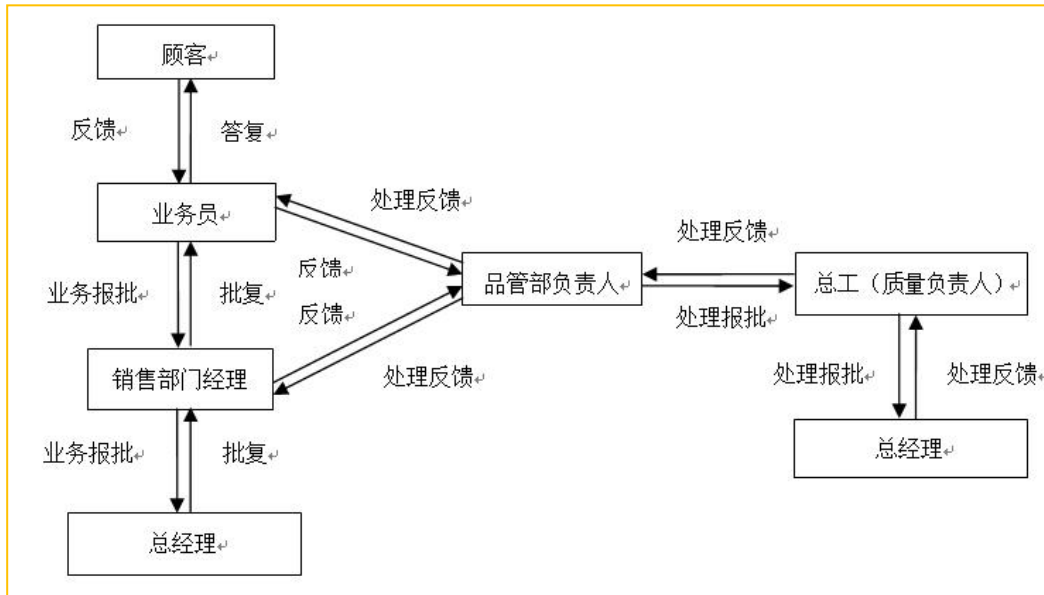 顾客
反馈
答复
业务员
处理反馈
处理反馈
反馈
品管部负责人
总工（质量负责人）
业务报批
批复
反馈
处理报批
销售部门经理
处理反馈
处理报批
处理反馈
业务报批
批复
总经理
总经理